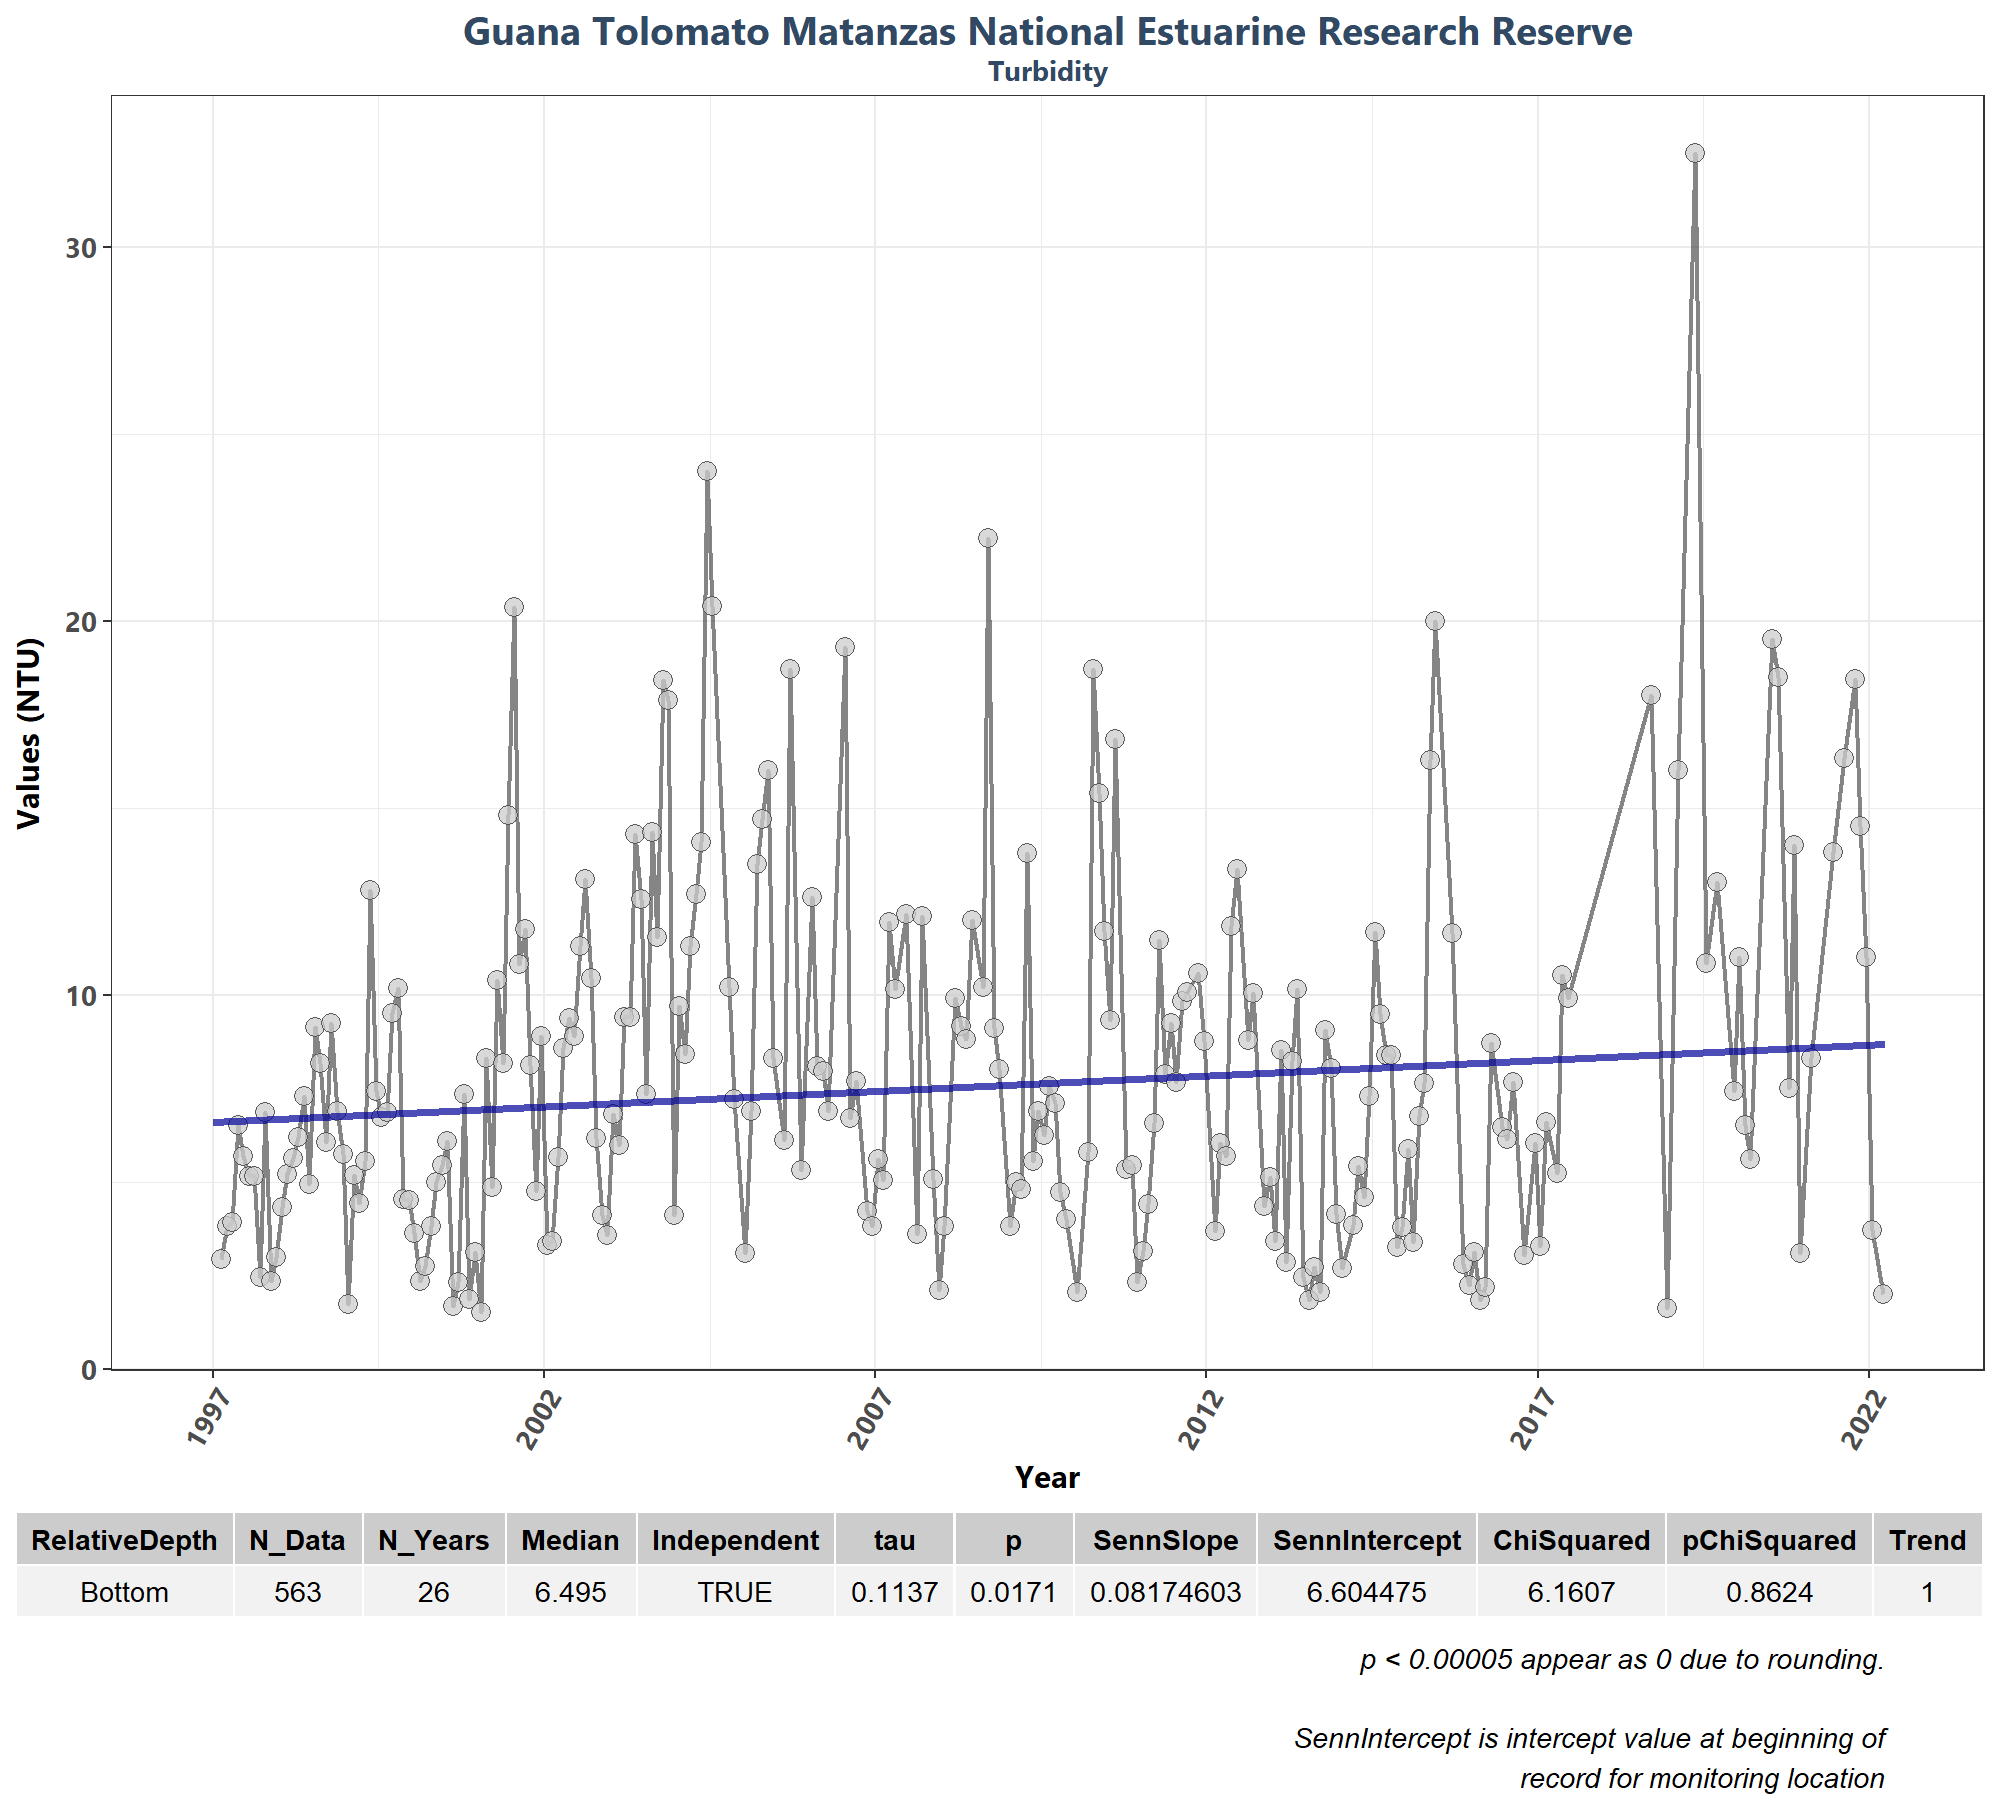 Guana Tolomato Matanzas National Estuarine Research Reserve
Turbidity
Values (NTU)
30
20
10
0
1997 2002 2007 2012 2017 2022
Year
RelativeDepth N_Data N_Years Median Independent tau p SennSlope SennIntercept ChiSquared pChiSquared Trend
Bottom 563 26 6.495 TRUE 0.1137 0.0171 0.08174603 6.604475 6.1607 0.8624 1
p < 0.00005 appear as 0 due to rounding.
SennIntercept is intercept value at beginning of
record for monitoring location